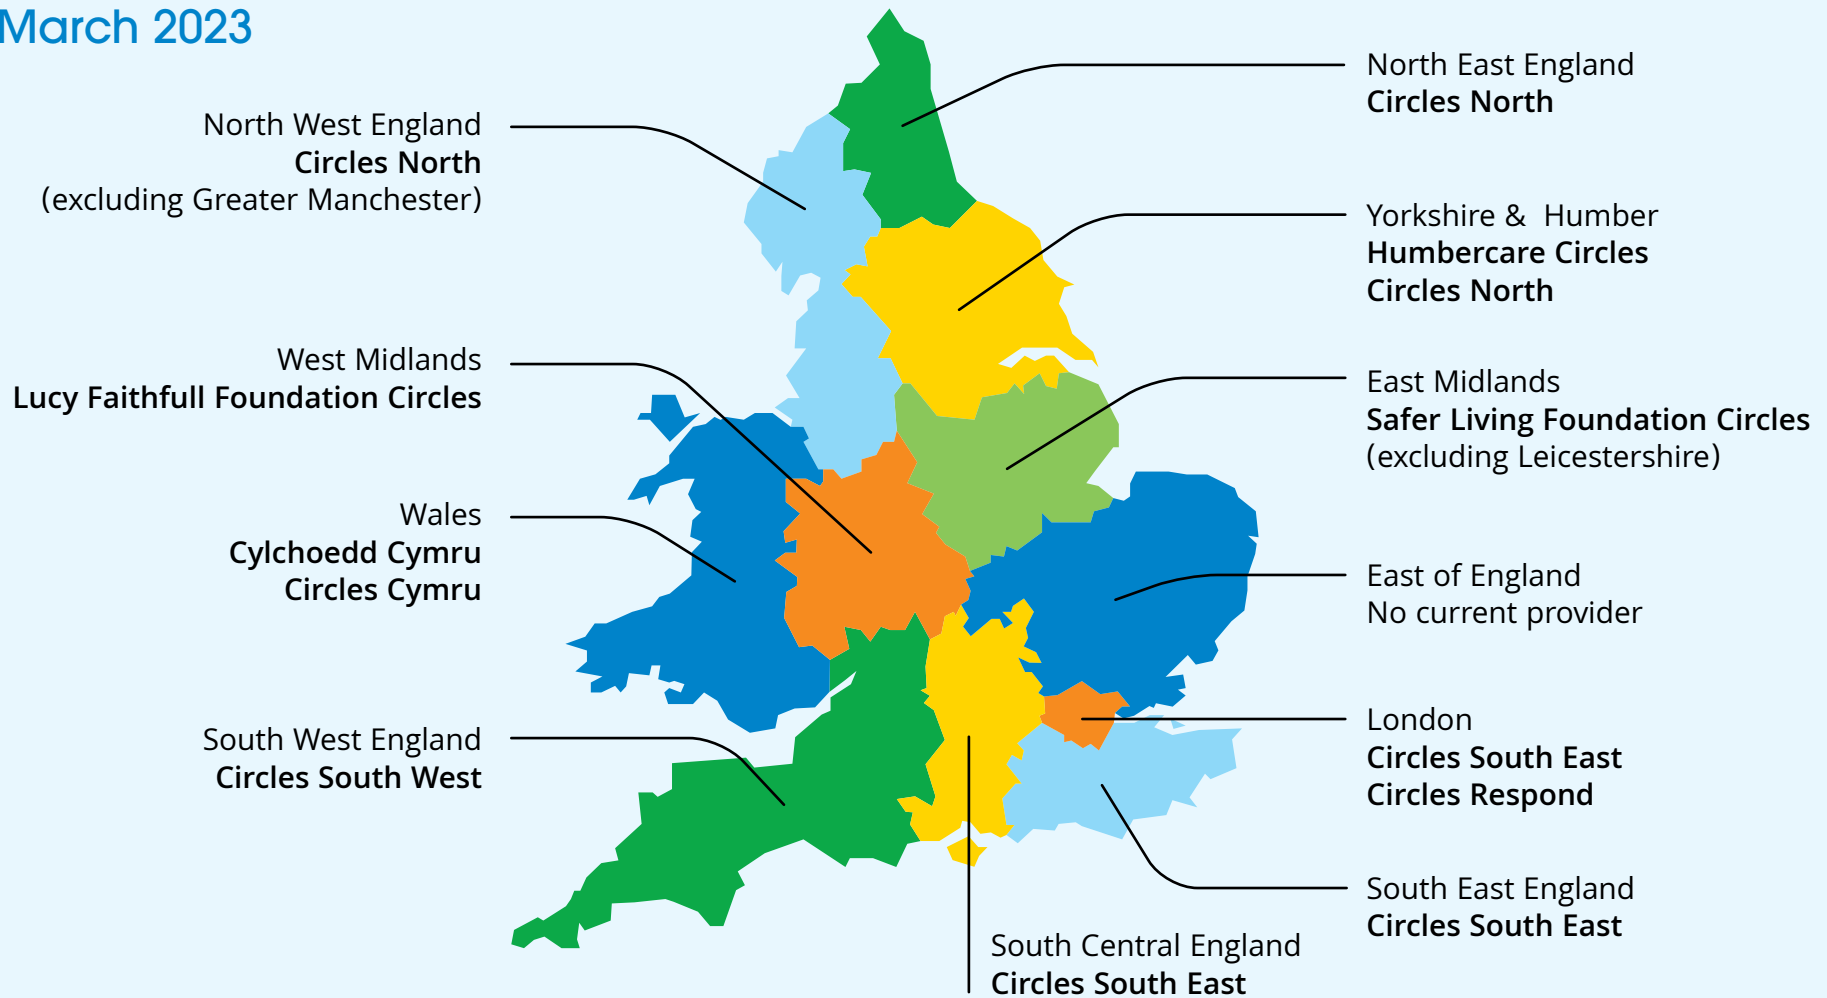 March 2023
North West England
Circles North
(excluding Greater Manchester)
West Midlands
Lucy Faithfull Foundation Circles
Wales
Cylchoedd Cymru
Circles Cymru
South West England
Circles South West
North East England
Circles North
Yorkshire & Humber
Humbercare Circles
Circles North
East Midlands
Safer Living Foundation Circles
(excluding Leicestershire)
East of England
No current provider
London
Circles South East
Circles Respond
South East England
Circles South East
South Central England
Circles South East